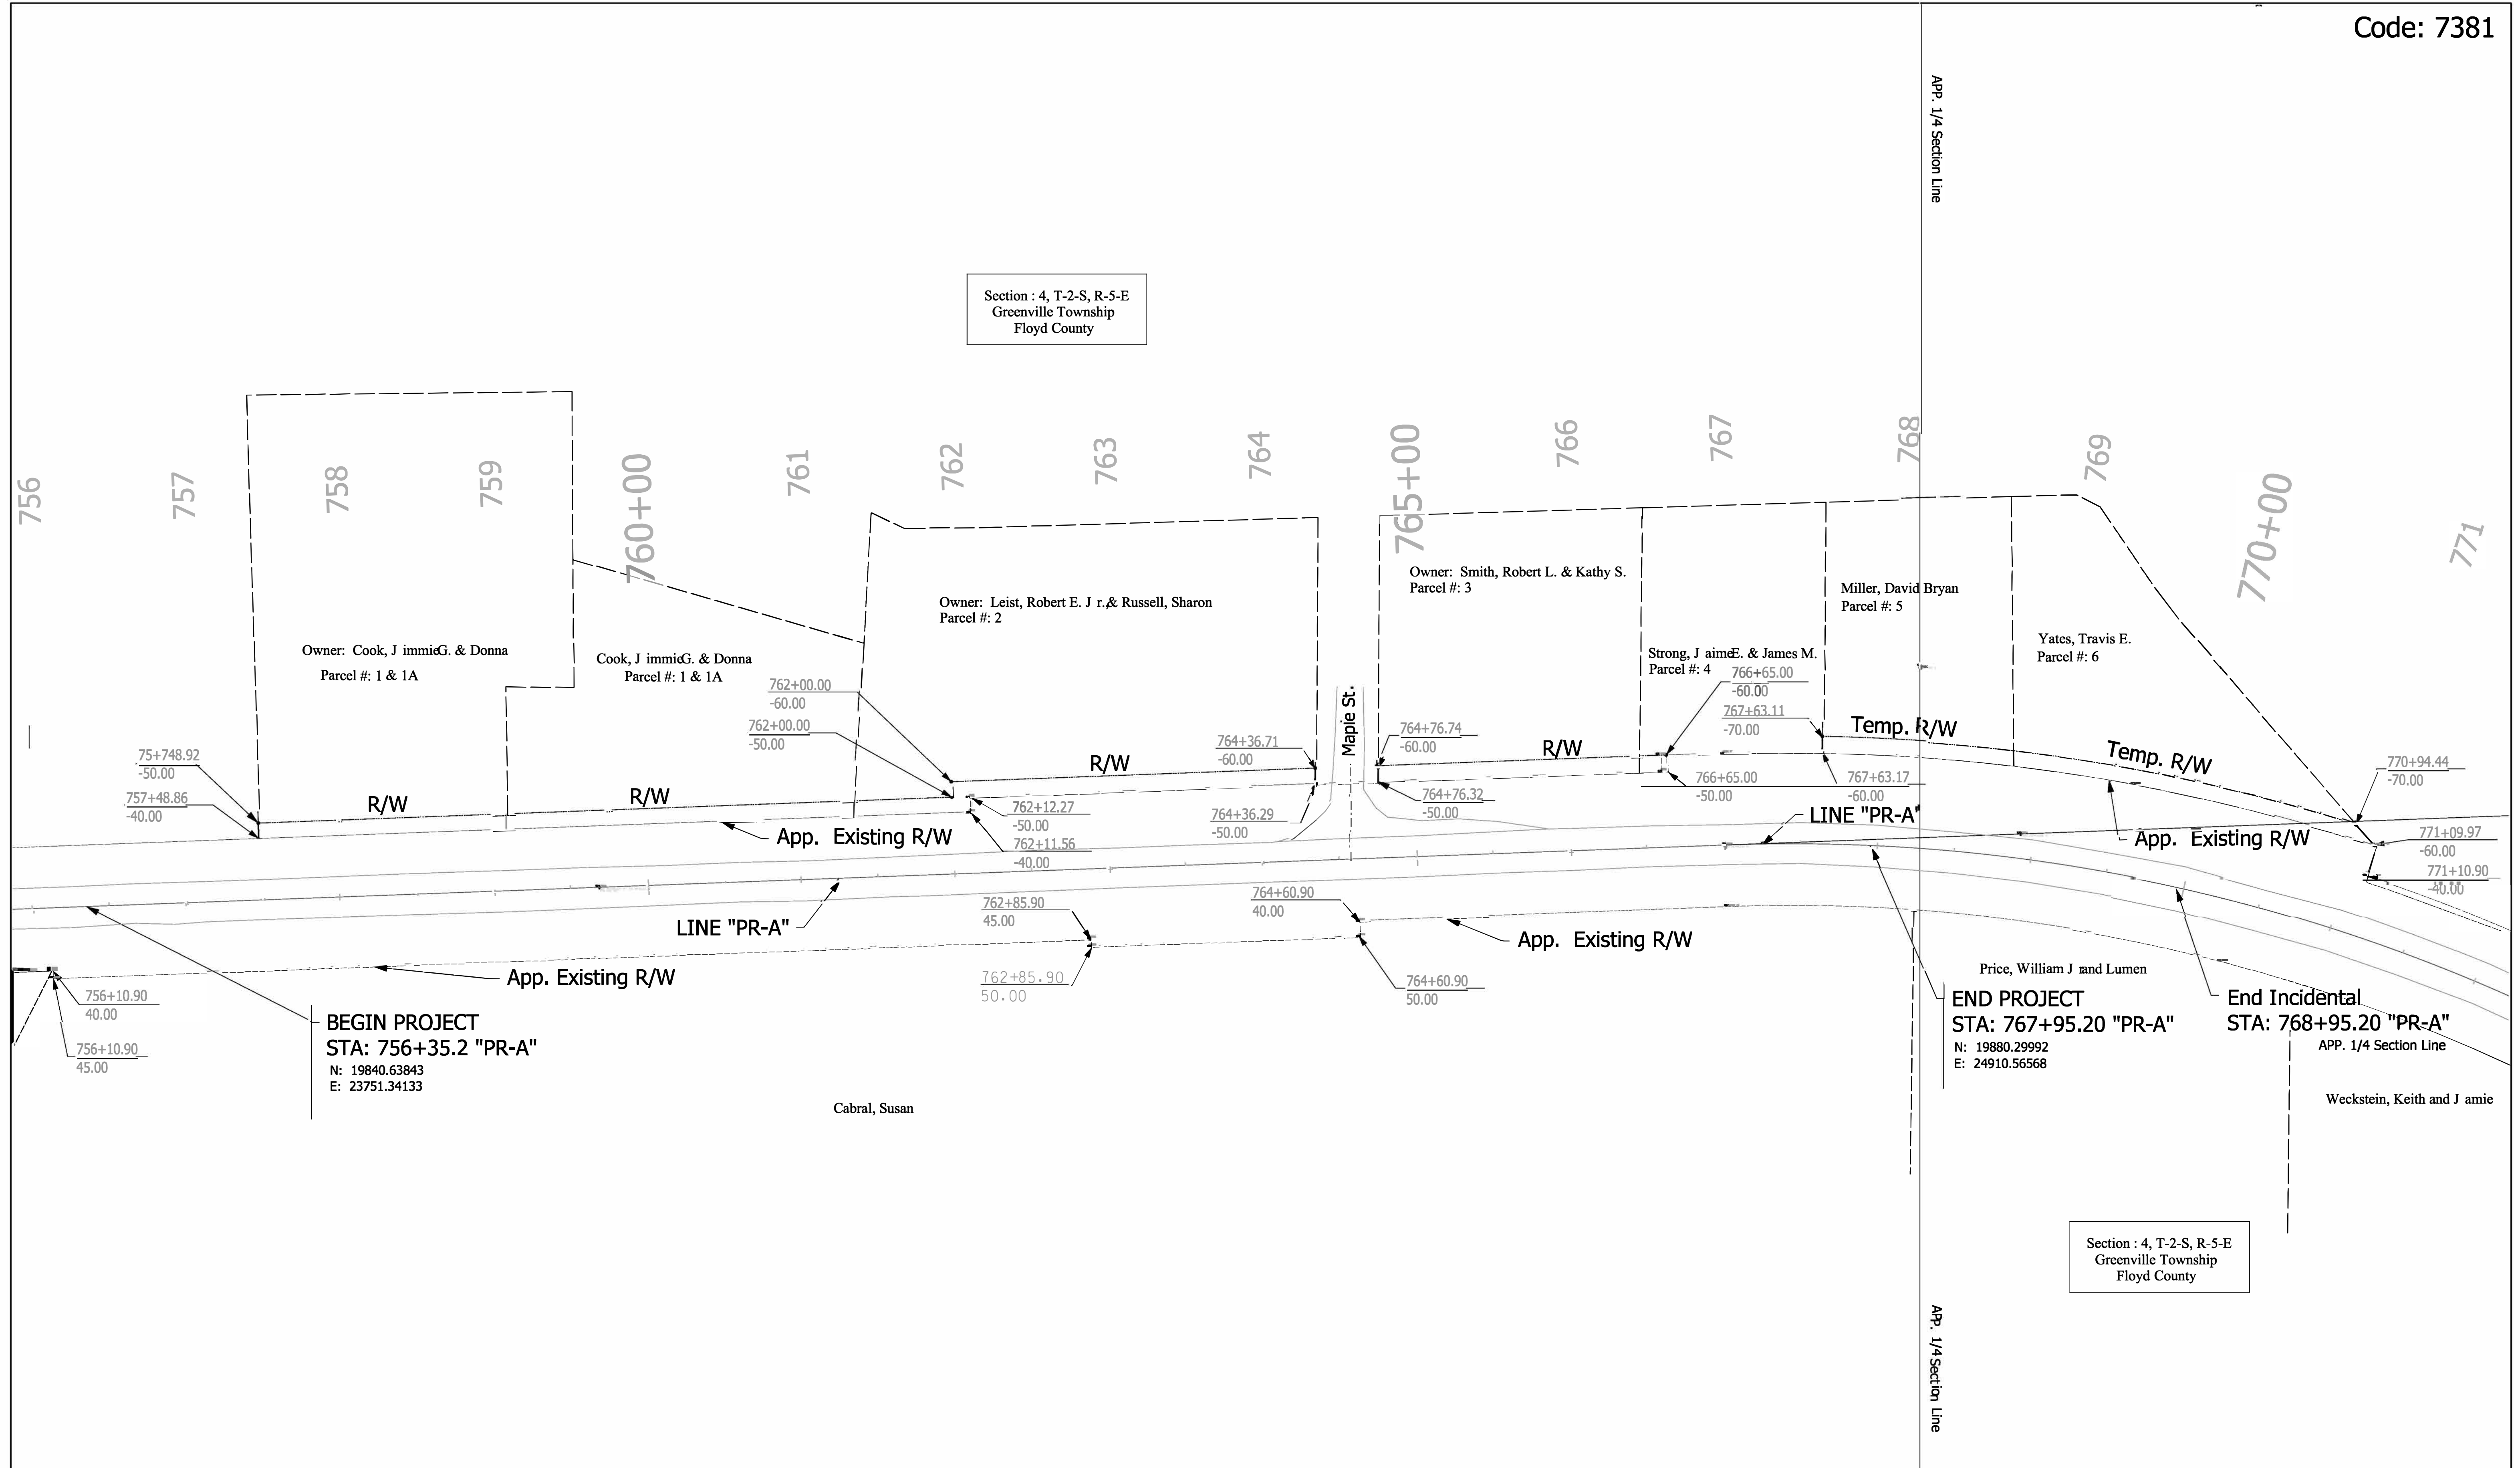 Code: 7381
APP. 1/4 Section Line
Section : 4, T-2-S, R-5-E
Greenville Township
Floyd County
756
757
758
759
760+00
761
762
763
764
765+00
766
767
768
769
770+00
771
Owner: Cook, J immieG. & Donna
Parcel #: 1 & 1A
Cook, J immieG. & Donna
Parcel #: 1 & 1A
Owner: Leist, Robert E. J r.,& Russell, Sharon
Parcel #: 2
Owner: Smith, Robert L. & Kathy S.
Parcel #: 3
Strong, J aimeE. & James M.
Parcel #: 4
Miller, David Bryan
Parcel #: 5
Yates, Travis E.
Parcel #: 6
75+748.92
-50.00
757+48.86
-40.00
R/W
R/W
762+00.00
-60.00
762+00.00
-50.00
762+12.27
-50.00
762+11.56
-40.00
R/W
764+36.71
-60.00
764+36.29
-50.00
Maple St.
764+76.74
-60.00
764+76.32
-50.00
R/W
766+65.00
-60.00
767+63.11
-70.00
766+65.00
-50.00
767+63.17
-60.00
Temp. R/W
Temp. R/W
770+94.44
-70.00
771+09.97
-60.00
771+10.90
-40.00
App. Existing R/W
LINE "PR-A"
App. Existing R/W
LINE "PR-A"
762+85.90
45.00
762+85.90
50.00
764+60.90
40.00
764+60.90
50.00
App. Existing R/W
App. Existing R/W
756+10.90
40.00
756+10.90
45.00
BEGIN PROJECT
STA: 756+35.2 "PR-A"
N: 19840.63843
E: 23751.34133
Cabral, Susan
Price, William J rand Lumen
END PROJECT
STA: 767+95.20 "PR-A"
N: 19880.29992
E: 24910.56568
End Incidental
STA: 768+95.20 "PR-A"
APP. 1/4 Section Line
Weckstein, Keith and J amie
Section : 4, T-2-S, R-5-E
Greenville Township
Floyd County
APP. 1/4 Section Line